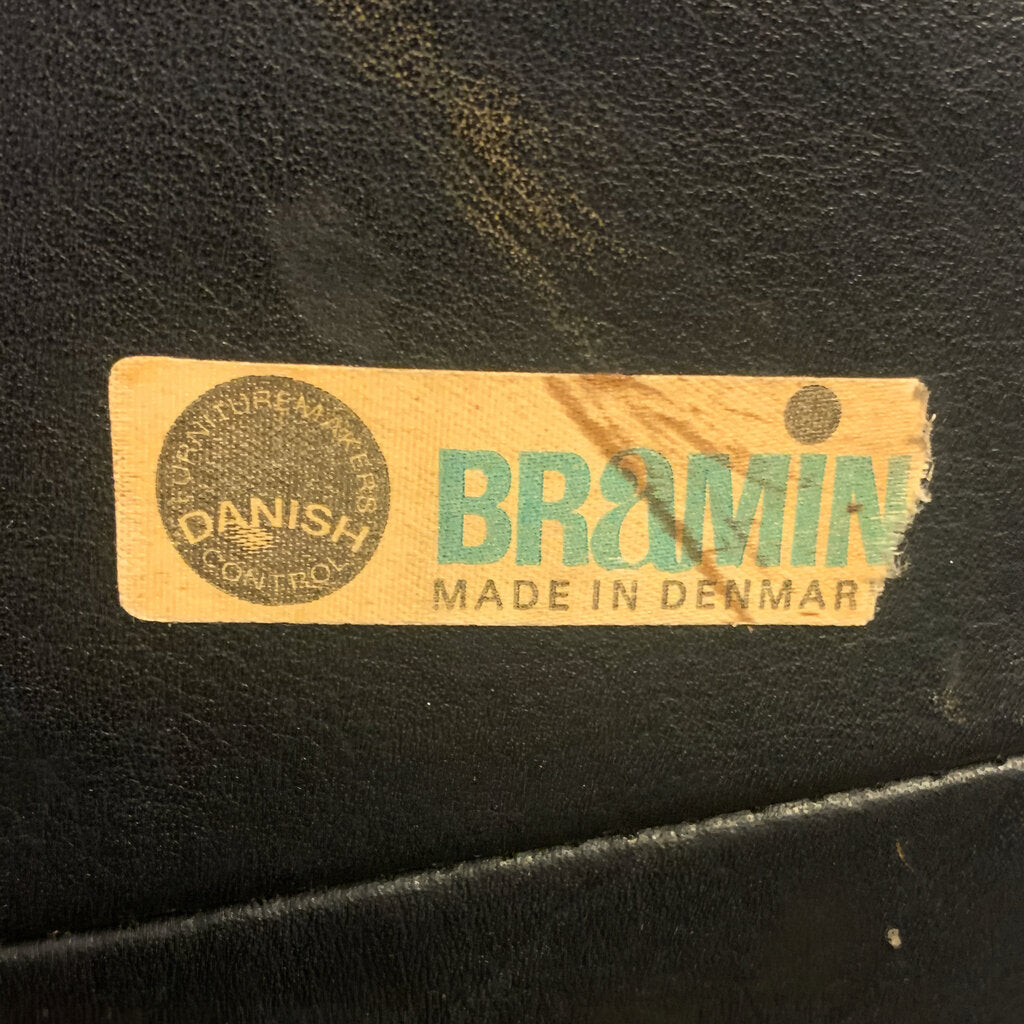 FURNITUREMAKERS
DANISH
CONTROL
BRaMIN
MADE IN DENMAR